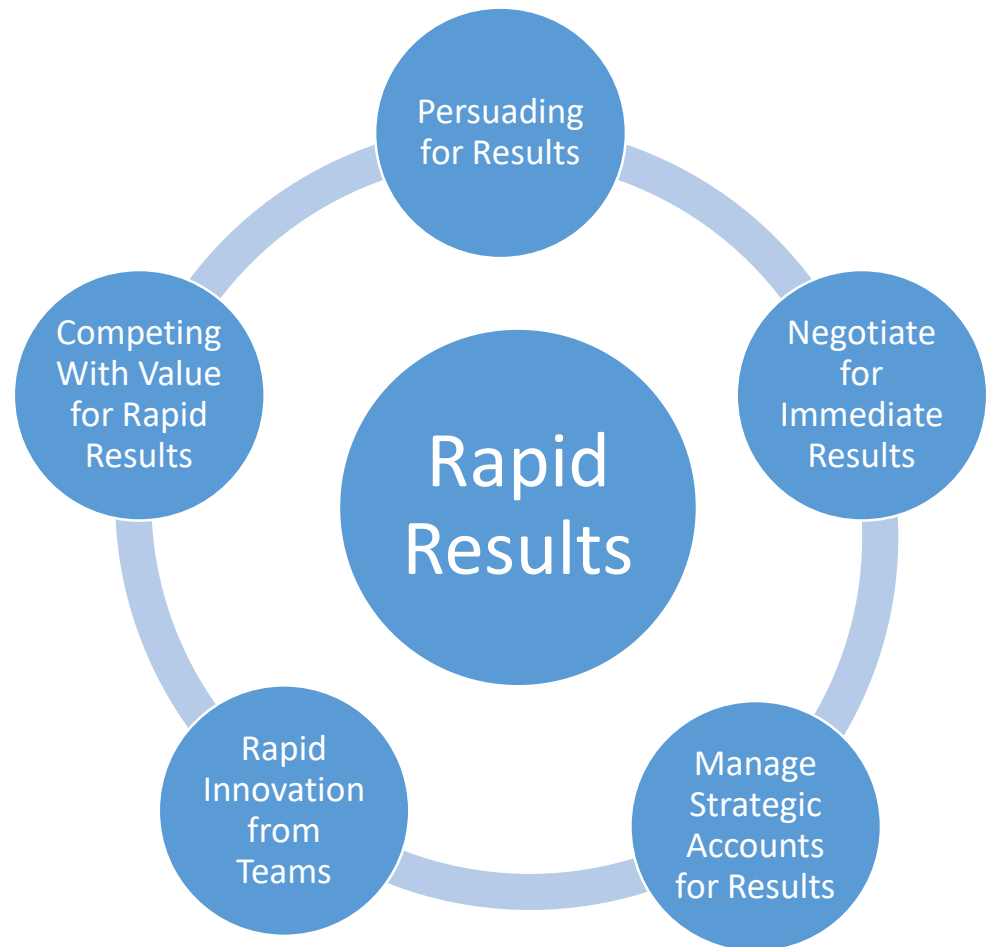 Persuading
for Results
Negotiate
for
Immediate
Results
Manage
Strategic
Accounts
for Results
Rapid
Innovation
from
Teams
Competing
With Value
for Rapid
Results
Rapid
Results